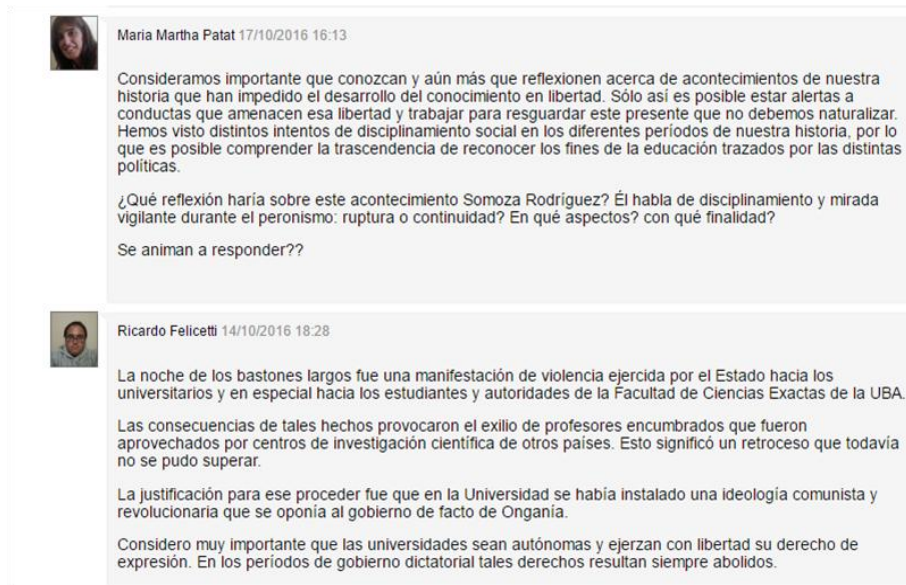 Maria Martha Patat 17/10/2016 16:13
Consideramos importante que conozcan y aún más que reflexionen acerca de acontecimientos de nuestra
historia que han impedido el desarrollo del conocimiento en libertad. Sólo así es posible estar alertas a
conductas que amenacen esa libertad y trabajar para resguardar este presente que no debemos naturalizar.
Hemos visto distintos intentos de disciplinamiento social en los diferentes períodos de nuestra historia, por lo
que es posible comprender la trascendencia de reconocer los fines de la educación trazados por las distintas
políticas.
¿Qué reflexión haría sobre este acontecimiento Somoza Rodríguez? Él habla de disciplinamiento y mirada
vigilante durante el peronismo: ruptura o continuidad? En qué aspectos? con qué finalidad?
Se animan a responder??
Ricardo Felicetti 14/10/2016 18:28
La noche de los bastones largos fue una manifestación de violencia ejercida por el Estado hacia los
universitarios y en especial hacia los estudiantes y autoridades de la Facultad de Ciencias Exactas de la UBA.
Las consecuencias de tales hechos provocaron el exilio de profesores encumbrados que fueron
aprovechados por centros de investigación científica de otros países. Esto significó un retroceso que todavía
no se pudo superar.
La justificación para ese proceder fue que en la Universidad se había instalado una ideología comunista y
revolucionaria que se oponía al gobierno de facto de Onganía.
Considero muy importante que las universidades sean autónomas y ejerzan con libertad su derecho de
expresión. En los períodos de gobierno dictatorial tales derechos resultan siempre abolidos.